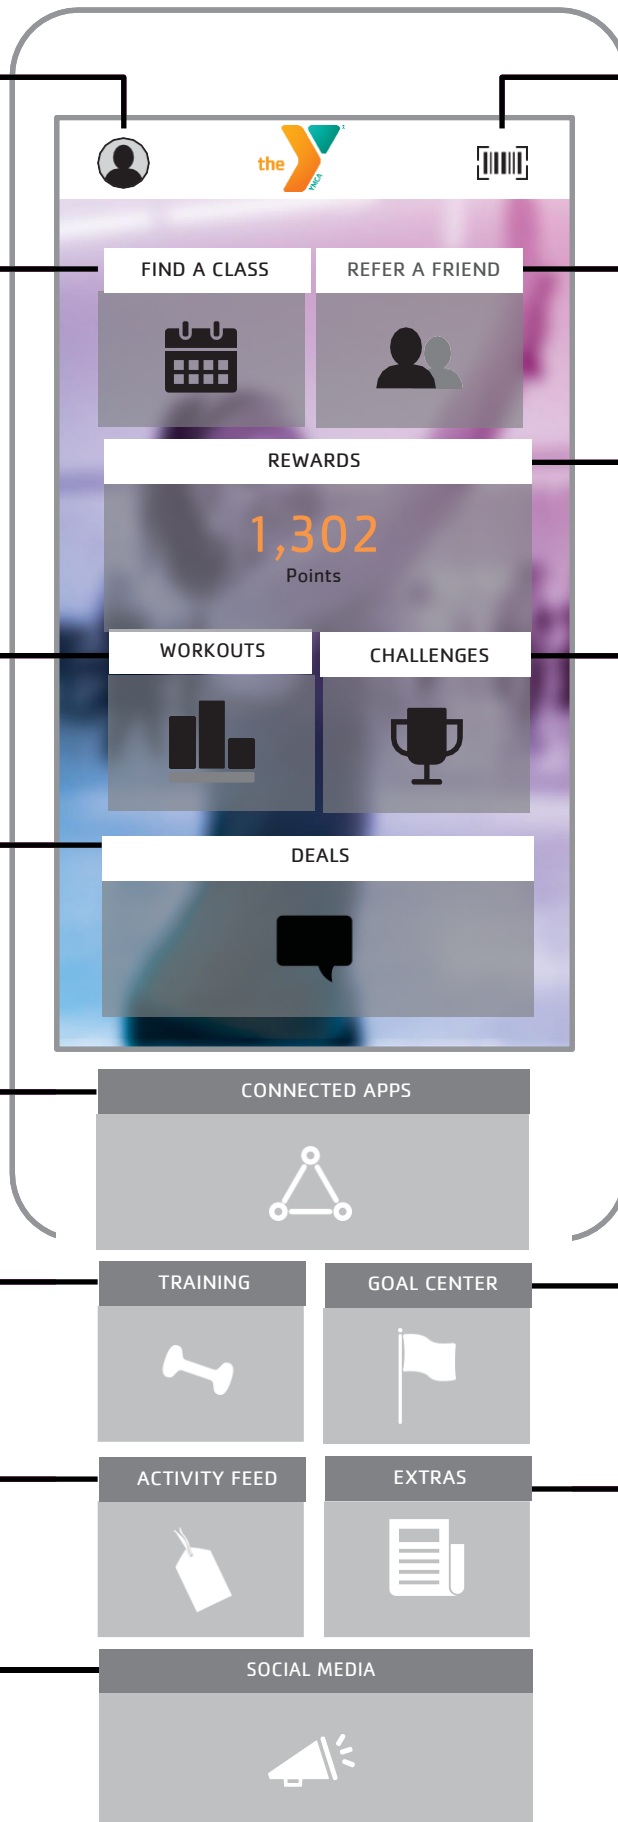 the
YMCA
FIND A CLASS
REFER A FRIEND
REWARDS
1,302
Points
WORKOUTS
CHALLENGES
DEALS
CONNECTED APPS
TRAINING
GOAL CENTER
ACTIVITY FEED
EXTRAS
SOCIAL MEDIA